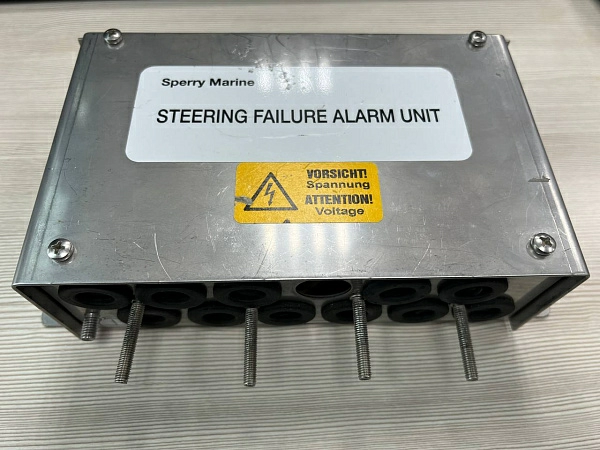 Sperry Marine
STEERING FAILURE ALARM UNIT
VORSICHT!
Spannung
ATTENTION!
Voltage